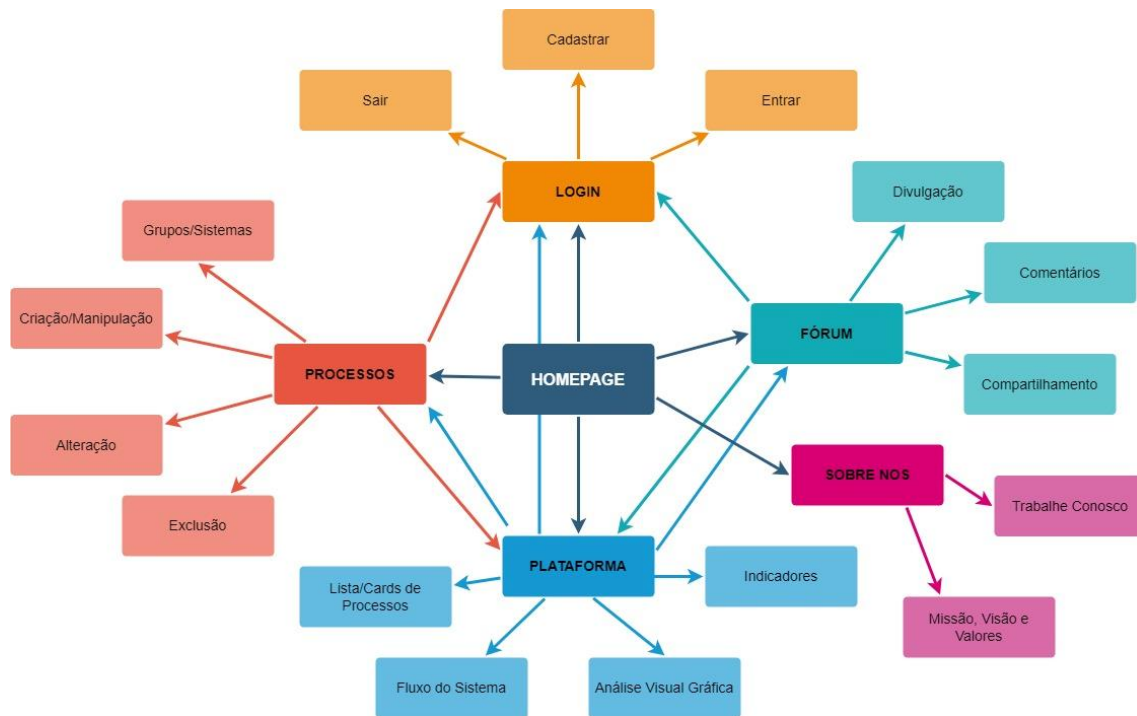 Cadastrar
Sair
Entrar
LOGIN
Divulgação
Grupos/Sistemas
Comentários
Criação/Manipulação
FÓRUM
PROCESSOS
HOMEPAGE
Compartilhamento
Alteração
SOBRE NOS
Trabalhe Conosco
Exclusão
PLATAFORMA
Indicadores
Lista/Cards de
Processos
Missão, Visão e
Valores
Fluxo do Sistema
Análise Visual Gráfica